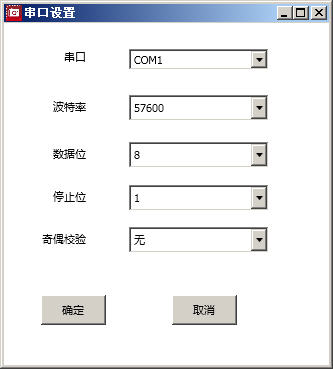 串口设置
串口 COM1
波特率 57600
数据位 8
停止位 1
奇偶校验 无
确定 取消